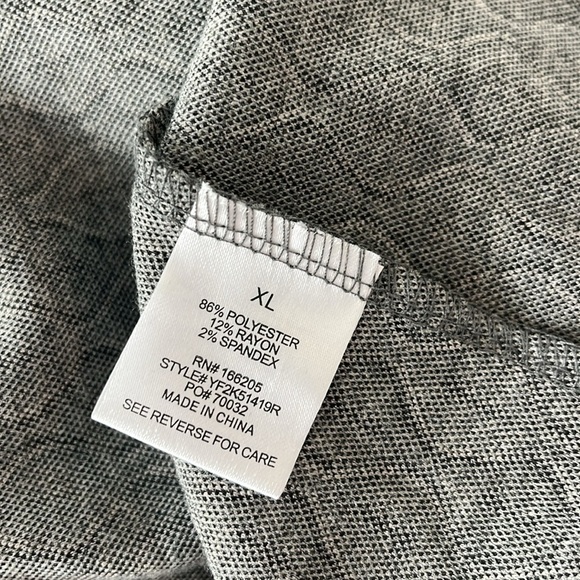 XL
86% POLYESTER
12% RAYON
2% SPANDEX
RN# 166205
STYLE# YF2K51419R
PO# 70032
MADE IN CHINA
SEE REVERSE FOR CARE